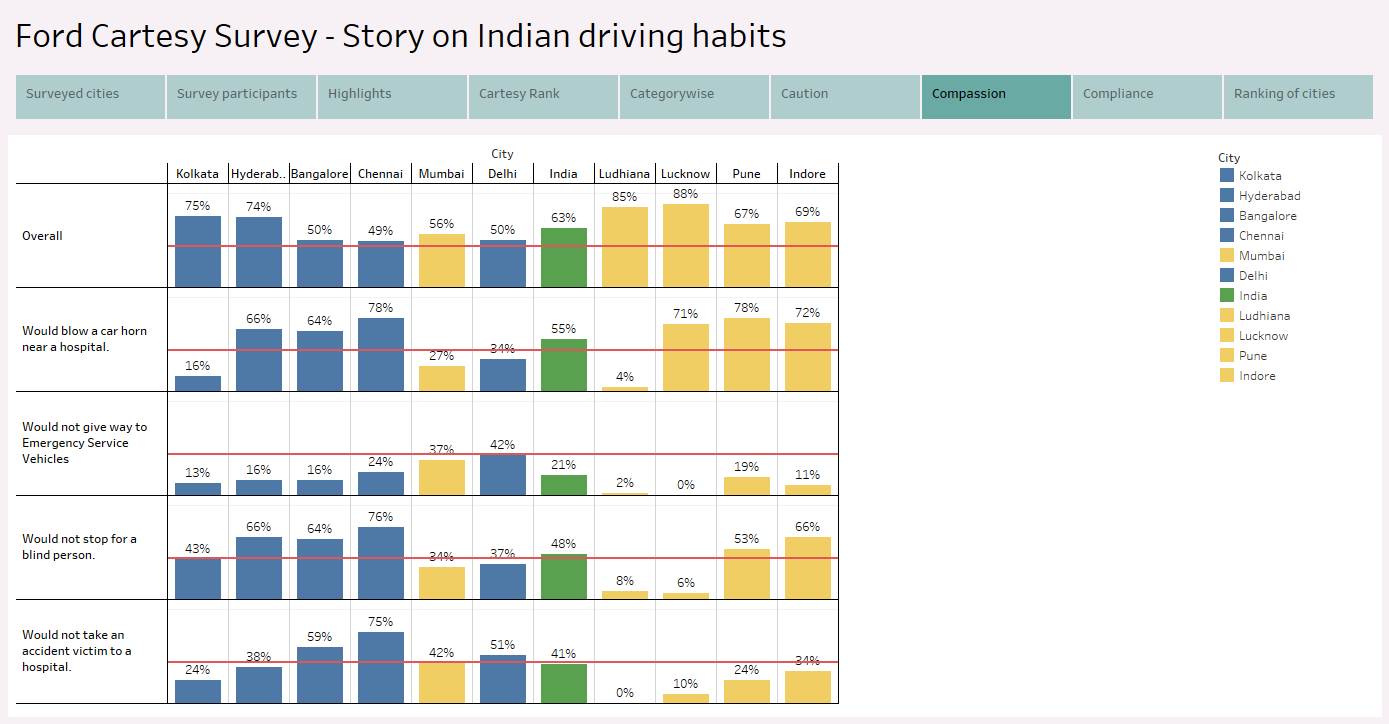 Ford Cartesy Survey - Story on Indian driving habits
Surveyed cities Survey participants Highlights Cartesy Rank Categorywise Caution Compassion Compliance Ranking of cities
City
Kolkata Hyderab.. Bangalore Chennai Mumbai Delhi India Ludhiana Lucknow Pune Indore
Overall
75% 74% 50% 49% 56% 50% 63% 85% 88% 67% 69%
Would blow a car horn
near a hospital.
16% 66% 64% 78% 27% 34% 55% 4% 71% 78% 72%
Would not give way to
Emergency Service
Vehicles
13% 16% 16% 24% 37% 42% 21% 2% 0% 19% 11%
Would not stop for a
blind person.
43% 66% 64% 76% 34% 37% 48% 8% 6% 53% 66%
Would not take an
accident victim to a
hospital.
24% 38% 59% 75% 42% 51% 41% 0% 10% 24% 34%
City
Kolkata
Hyderabad
Bangalore
Chennai
Mumbai
Delhi
India
Ludhiana
Lucknow
Pune
Indore